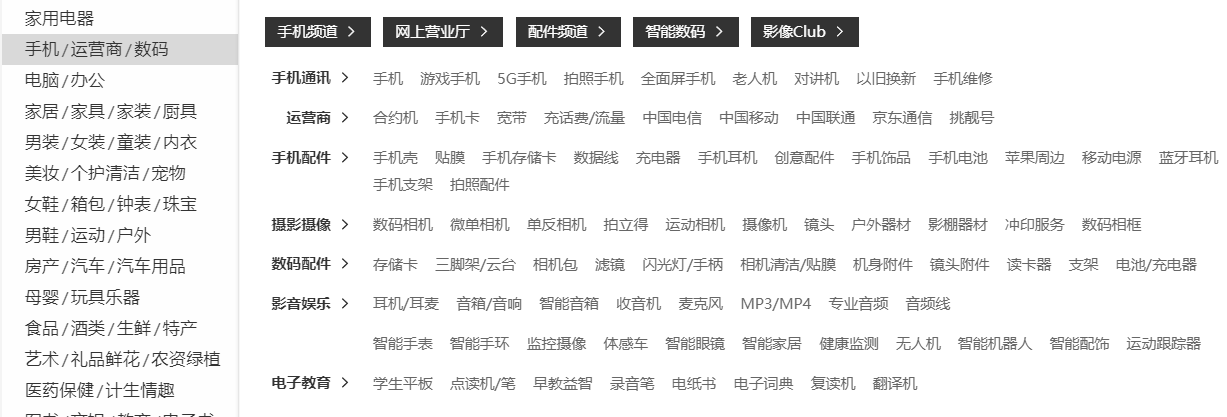 家用电器
手机/运营商/数码
电脑/办公
家居/家具/家装/厨具
男装/女装/童装/内衣
美妆/个护清洁/宠物
女鞋/箱包/钟表/珠宝
男鞋/运动/户外
房产/汽车/汽车用品
母婴/玩具乐器
食品/酒类/生鲜/特产
艺术/礼品鲜花/农资绿植
医药保健/计生情趣
手机频道 > 网上营业厅 > 配件频道 > 智能数码 > 影像Club >
手机通讯 > 手机 游戏手机 5G手机 拍照手机 全面屏手机 老人机 对讲机 以旧换新 手机维修
运营商 > 合约机 手机卡 宽带 充话费/流量 中国电信 中国移动 中国联通 京东通信 挑靓号
手机配件 > 手机壳 贴膜 手机存储卡 数据线 充电器 手机耳机 创意配件 手机饰品 手机电池 苹果周边 移动电源 蓝牙耳机
手机支架 拍照配件
摄影摄像 > 数码相机 微单相机 单反相机 拍立得 运动相机 摄像机 镜头 户外器材 影棚器材 冲印服务 数码相框
数码配件 > 存储卡 三脚架/云台 相机包 滤镜 闪光灯/手柄 相机清洁/贴膜 机身附件 镜头附件 读卡器 支架 电池/充电器
影音娱乐 > 耳机/耳麦 音箱/音响 智能音箱 收音机 麦克风 MP3/MP4 专业音频 音频线
智能手表 智能手环 监控摄像 体感车 智能眼镜 智能家居 健康监测 无人机 智能机器人 智能配饰 运动跟踪器
电子教育 > 学生平板 点读机/笔 早教益智 录音笔 电纸书 电子词典 复读机 翻译机